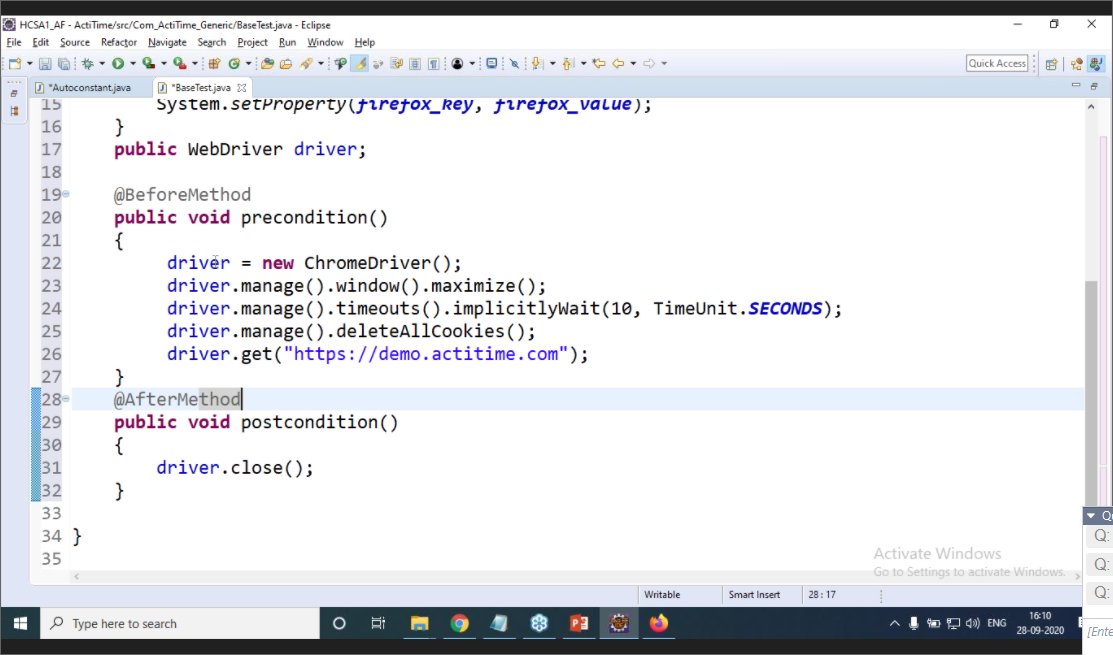 HCSA1_AF - ActiTime/src/Com_ActiTime_Generic/BaseTest.java - Eclipse
File Edit Source Refactor Navigate Search Project Run Window Help
Quick Access
*Autoconstant.java *BaseTest.java
15 System.setProperty(firefox_key, firefox_value);
16 }
17 public WebDriver driver;
18
19 @BeforeMethod
20 public void precondition()
21 {
22 driver = new ChromeDriver();
23 driver.manage().window().maximize();
24 driver.manage().timeouts().implicitlyWait(10, TimeUnit.SECONDS);
25 driver.manage().deleteAllCookies();
26 driver.get("https://demo.actitime.com");
27 }
28 @AfterMethod
29 public void postcondition()
30 {
31 driver.close();
32 }
33
34 }
35
Activate Windows
Go to Settings to activate Windows.
Q:
Q:
Q:
Writable Smart Insert 28 : 17
Type here to search
ENG
16:10
28-09-2020
[Ente